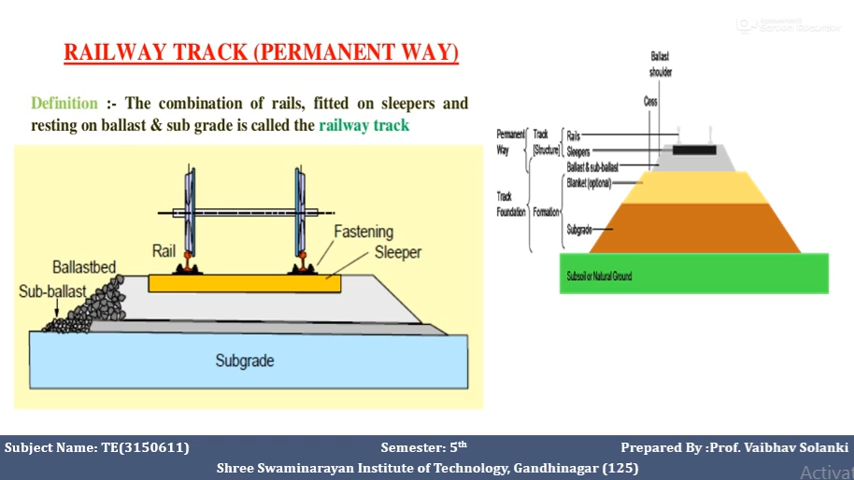 RAILWAY TRACK (PERMANENT WAY)
Definition :- The combination of rails, fitted on sleepers and
resting on ballast & sub grade is called the railway track
Rail
Fastening
Sleeper
Ballastbed
Sub-ballast
Subgrade
Ballast
shoulder
Cess
Permanent
Way
Track
[Structure]
Rails
Sleepers
Ballast & sub-ballast
Blanket (optional)
Track
Foundation
Formation
Subgrade
Subsoil or Natural Ground
Subject Name: TE(3150611)
Semester: 5th
Prepared By :Prof. Vaibhav Solanki
Shree Swaminarayan Institute of Technology, Gandhinagar (125)
Activat